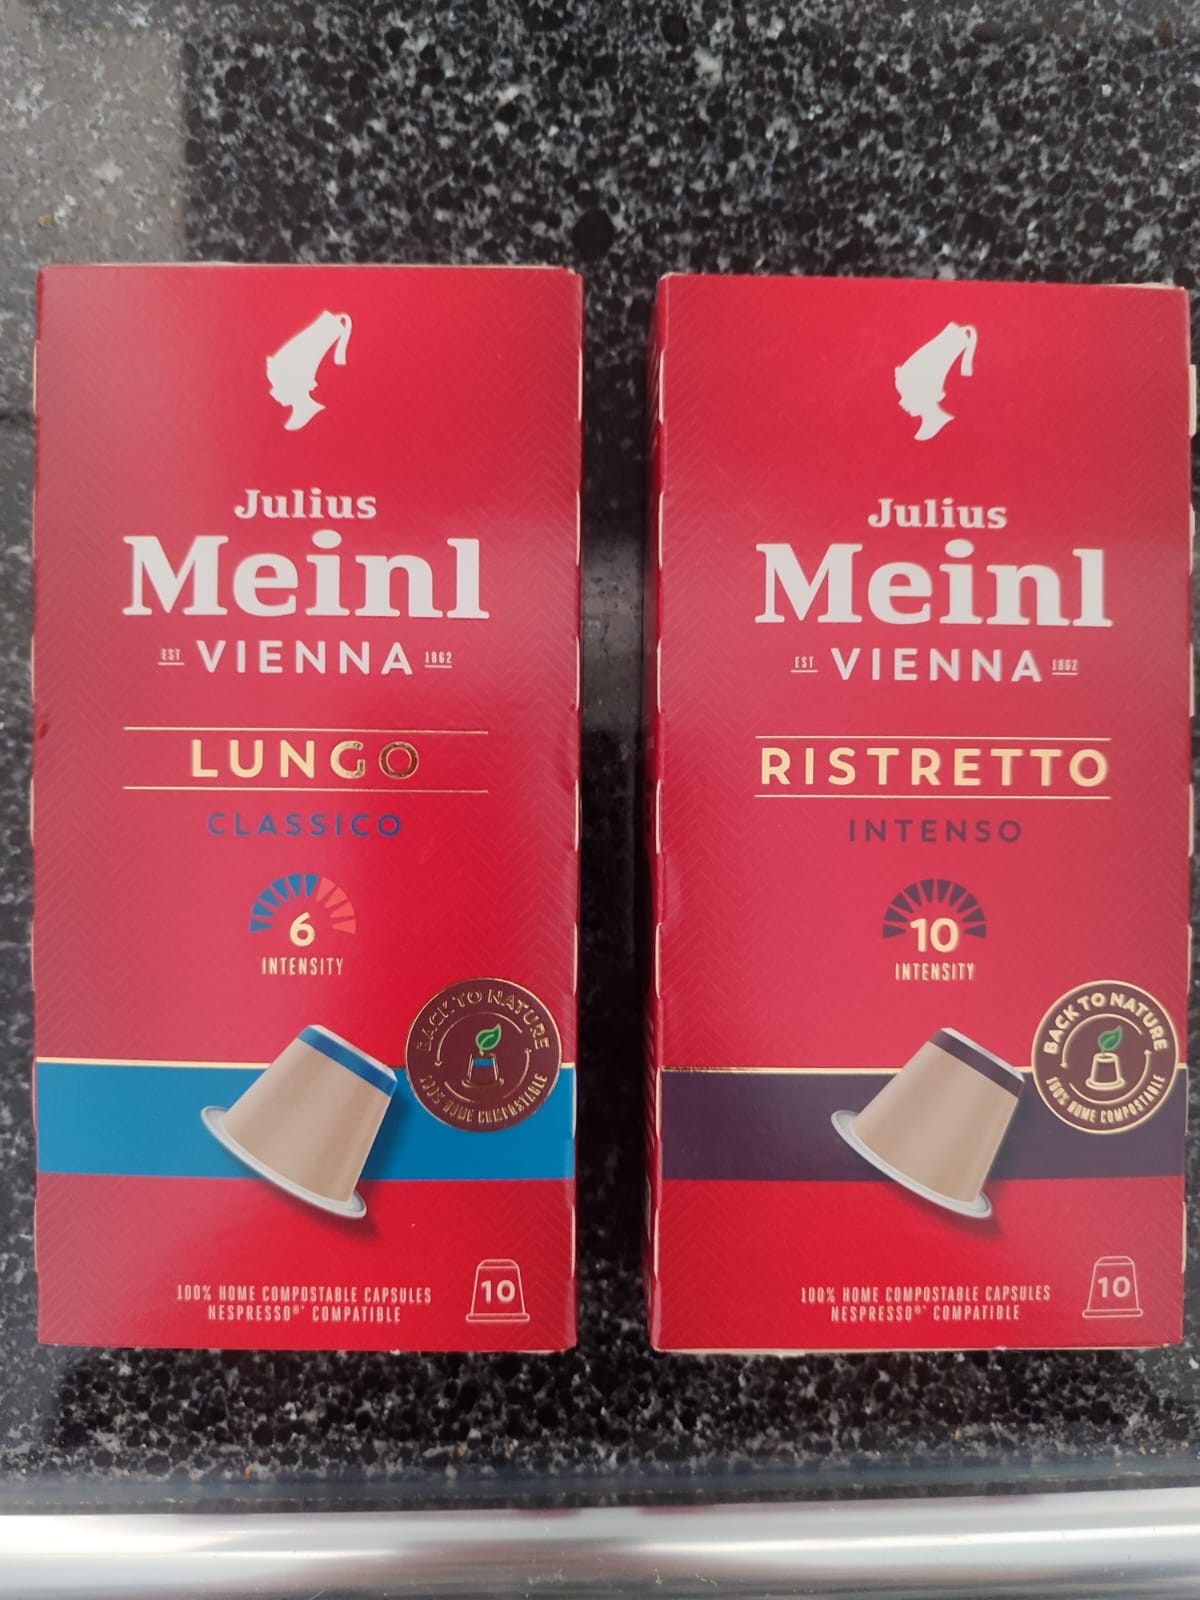 Julius
Meinl
EST VIENNA 1862
LUNGO
CLASSICO
6
INTENSITY
BACK TO NATURE
100% HOME COMPOSTABLE
100% HOME COMPOSTABLE CAPSULES
NESPRESSO®* COMPATIBLE
10
Julius
Meinl
EST VIENNA 1862
RISTRETTO
INTENSO
10
INTENSITY
BACK TO NATURE
100% HOME COMPOSTABLE
100% HOME COMPOSTABLE CAPSULES
NESPRESSO®* COMPATIBLE
10